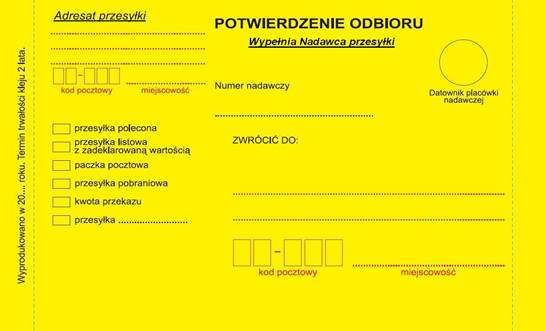 Adresat przesyłki
kod pocztowy miejscowość
przesyłka polecona
przesyłka listowa
z zadeklarowaną wartością
paczka pocztowa
przesyłka pobraniowa
kwota przekazu
przesyłka ....................
POTWIERDZENIE ODBIORU
Wypełnia Nadawca przesyłki
Numer nadawczy
Datownik placówki
nadawczej
ZWRÓCIĆ DO:
kod pocztowy miejscowość
Wyprodukowano w 20.... roku. Termin trwałości kleju 2 lata.